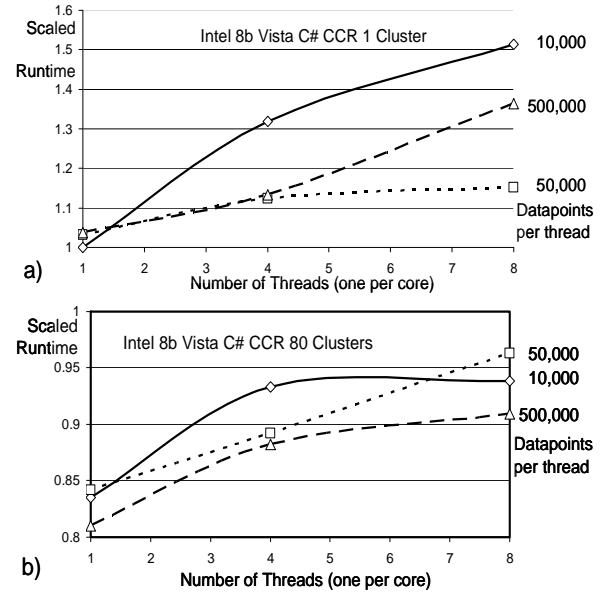 1.6
Scaled
Runtime
Intel 8b Vista C# CCR 1 Cluster
10,000
1.5
1.4
500,000
1.3
1.2
50,000
Datapoints
per thread
1.1
1
a)
1 2 3 4 5 6 7 8
Number of Threads (one per core)
1
Scaled
Runtime
Intel 8b Vista C# CCR 80 Clusters
50,000
0.95
10,000
500,000
0.9
Datapoints
per thread
0.85
0.8
1 2 3 4 5 6 7 8
b)
Number of Threads (one per core)